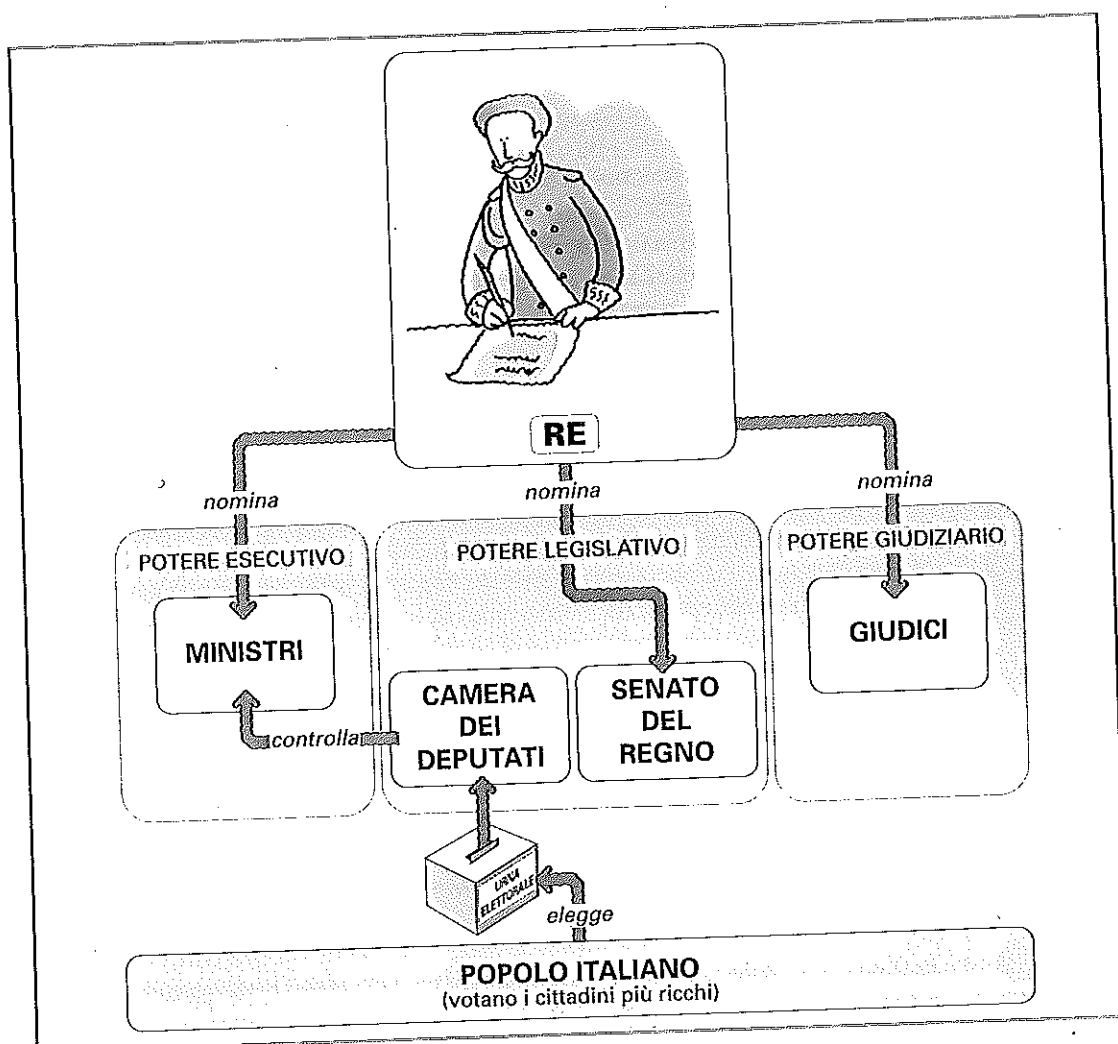 RE
nomina
nomina
nomina
POTERE ESECUTIVO
MINISTRI
POTERE LEGISLATIVO
CAMERA
DEI
DEPUTATI
SENATO
DEL
REGNO
POTERE GIUDIZIARIO
GIUDICI
controlla
URNA
ELETTORALE
elegge
POPOLO ITALIANO
(votano i cittadini più ricchi)